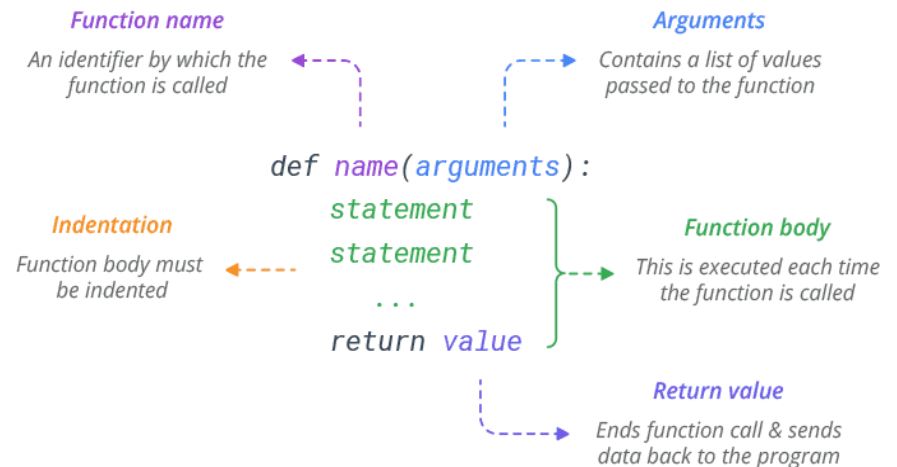 Function name
An identifier by which the
function is called
Arguments
Contains a list of values
passed to the function
def name(arguments):
statement
statement
...
return value
Indentation
Function body must
be indented
Function body
This is executed each time
the function is called
Return value
Ends function call & sends
data back to the program